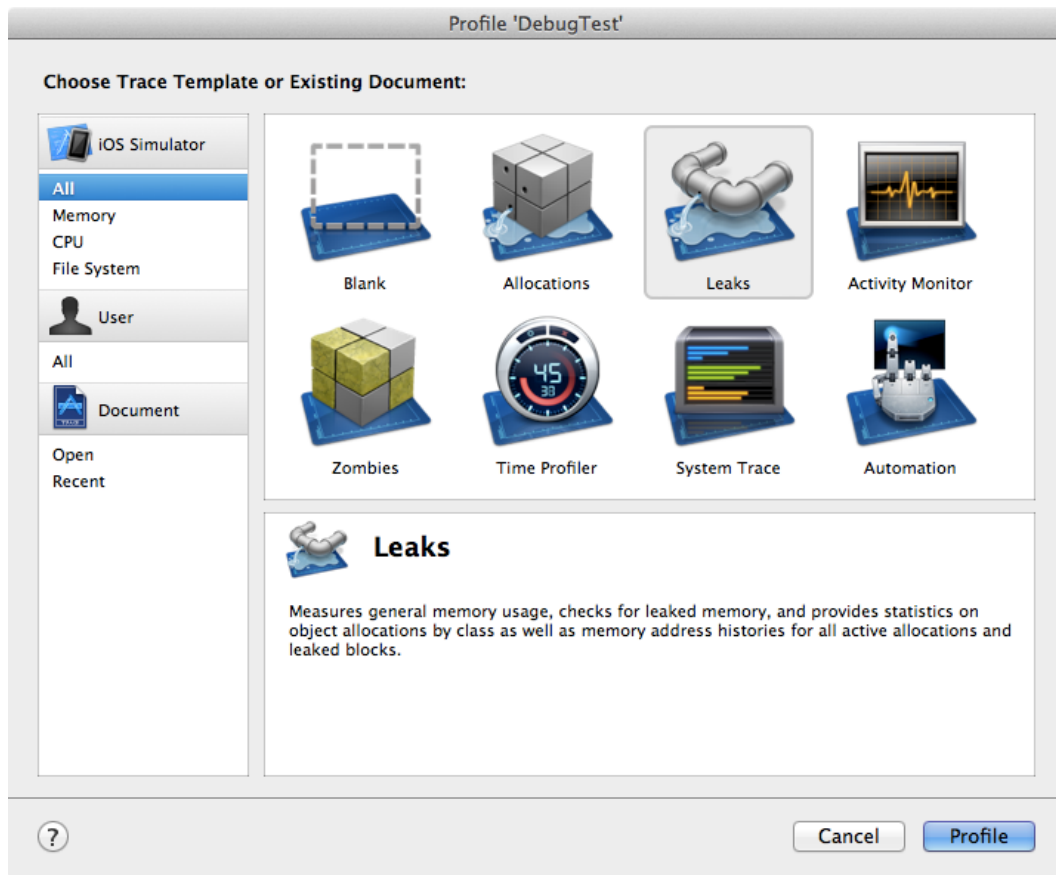 Profile 'DebugTest'
Choose Trace Template or Existing Document:
iOS Simulator
All
Memory
CPU
File System
User
All
TRACE
Document
Open
Recent
Blank
Allocations
Leaks
Activity Monitor
45
38
Zombies
Time Profiler
System Trace
Automation
Leaks
Measures general memory usage, checks for leaked memory, and provides statistics on
object allocations by class as well as memory address histories for all active allocations and
leaked blocks.
?
Cancel
Profile